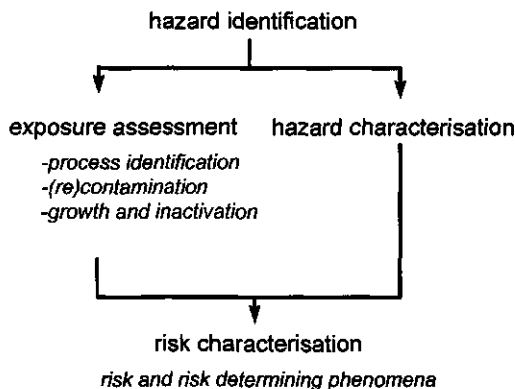 hazard identification
exposure assessment
hazard characterisation
-process identification
-(re)contamination
-growth and inactivation
risk characterisation
risk and risk determining phenomena